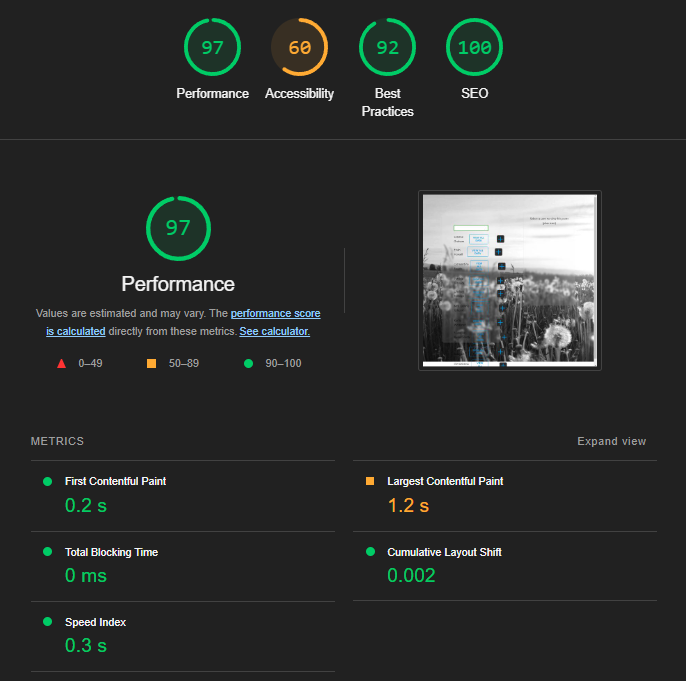 97
60
92
100
Performance
Accessibility
Best
Practices
SEO
97
Performance
Values are estimated and may vary. The performance score
is calculated directly from these metrics. See calculator.
0–49
50–89
90–100
METRICS
Expand view
First Contentful Paint
0.2 s
Largest Contentful Paint
1.2 s
Total Blocking Time
0 ms
Cumulative Layout Shift
0.002
Speed Index
0.3 s